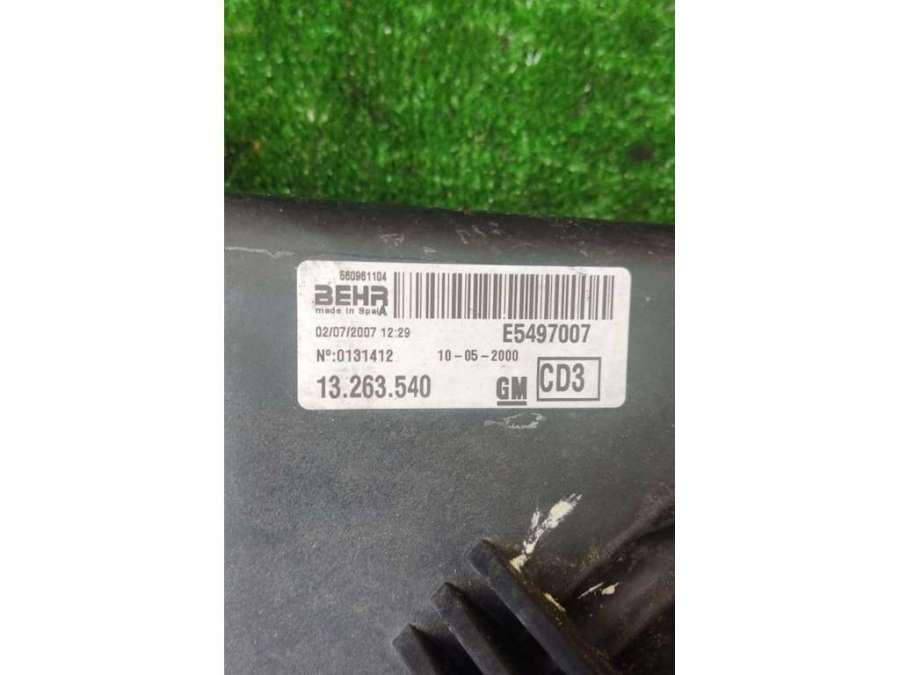 560961104
BEHR
made in Spain
A
02/07/2007 12:29
E5497007
Nº:0131412
10-05-2000
13.263.540
GM
CD3